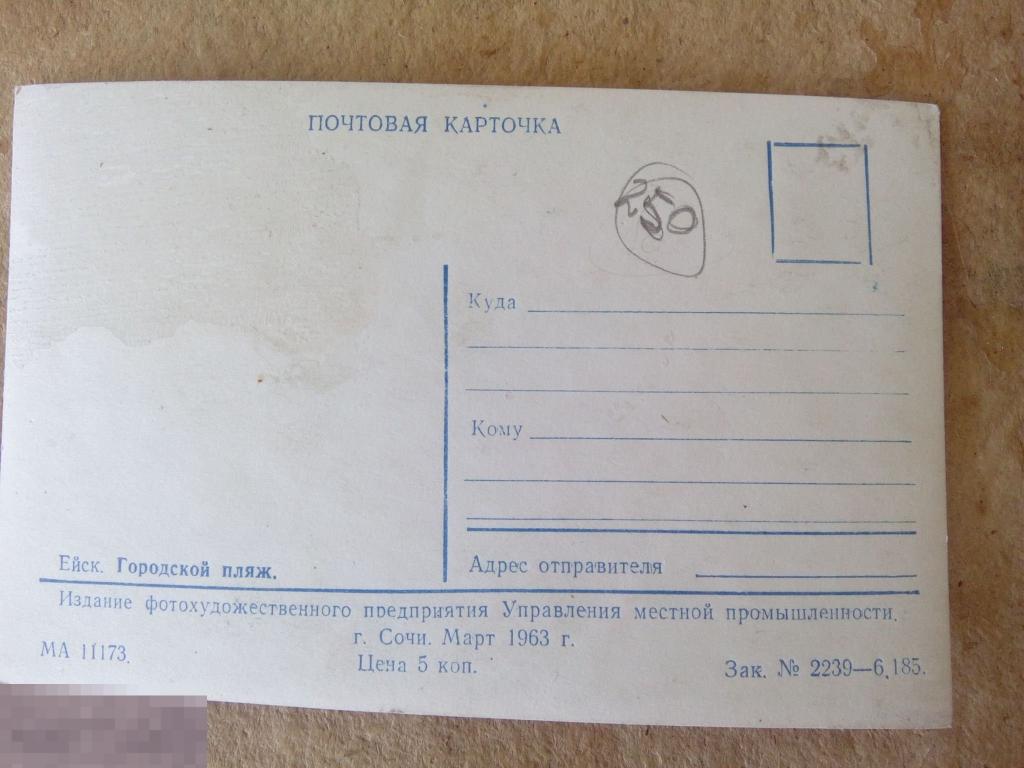 ПОЧТОВАЯ КАРТОЧКА
250
Куда
Кому
Ейск. Городской пляж.
Адрес отправителя
Издание фотохудожественного предприятия Управления местной промышленности.
г. Сочи. Март 1963 г.
МА 11173.
Цена 5 коп.
Зак. № 2239—6.185.